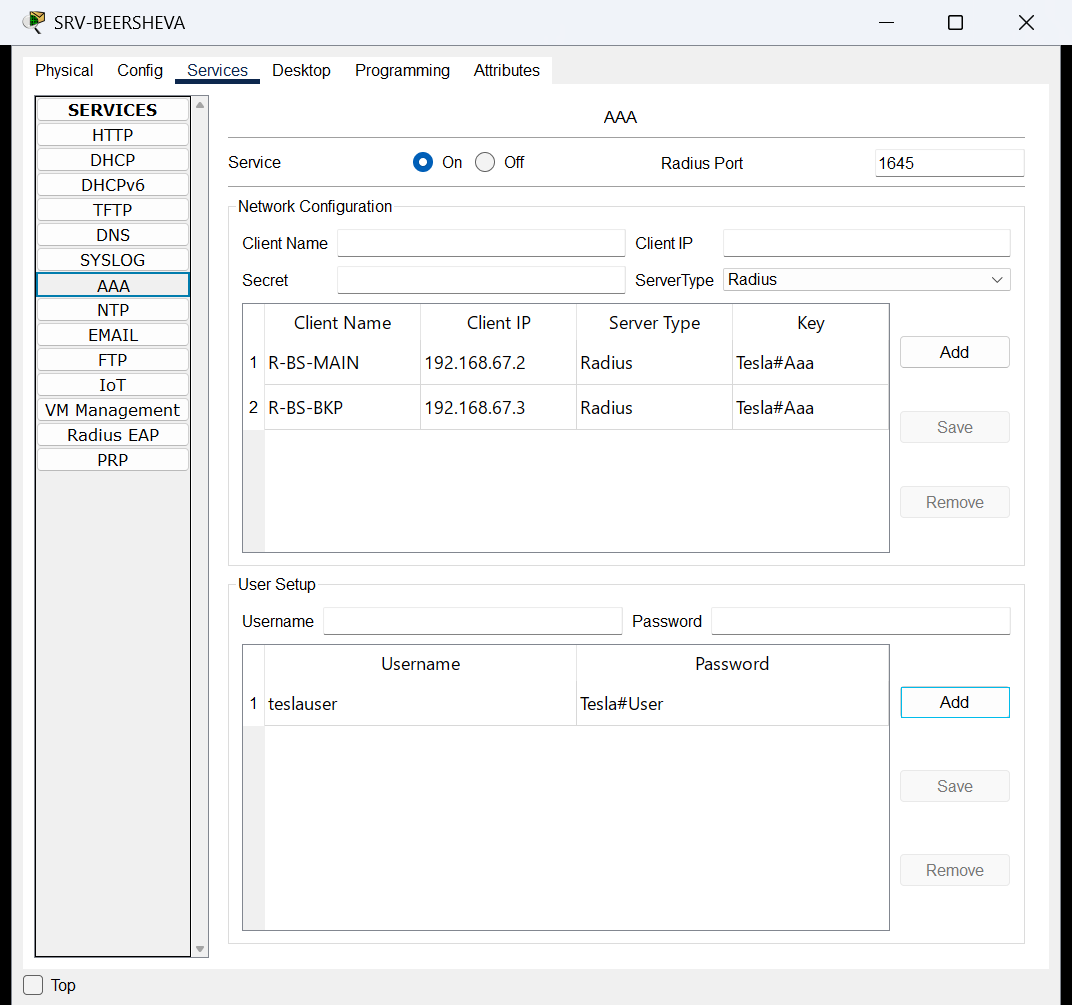 SRV-BEERSHEVA
Physical Config Services Desktop Programming Attributes
SERVICES
HTTP
DHCP
DHCPv6
TFTP
DNS
SYSLOG
AAA
NTP
EMAIL
FTP
IoT
VM Management
Radius EAP
PRP
AAA
Service On Off Radius Port 1645
Network Configuration
Client Name Client IP
Secret ServerType Radius
Client Name Client IP Server Type Key
1 R-BS-MAIN 192.168.67.2 Radius Tesla#Aaa
2 R-BS-BKP 192.168.67.3 Radius Tesla#Aaa
Add
Save
Remove
User Setup
Username Password
Username Password
1 teslauser Tesla#User
Add
Save
Remove
Top